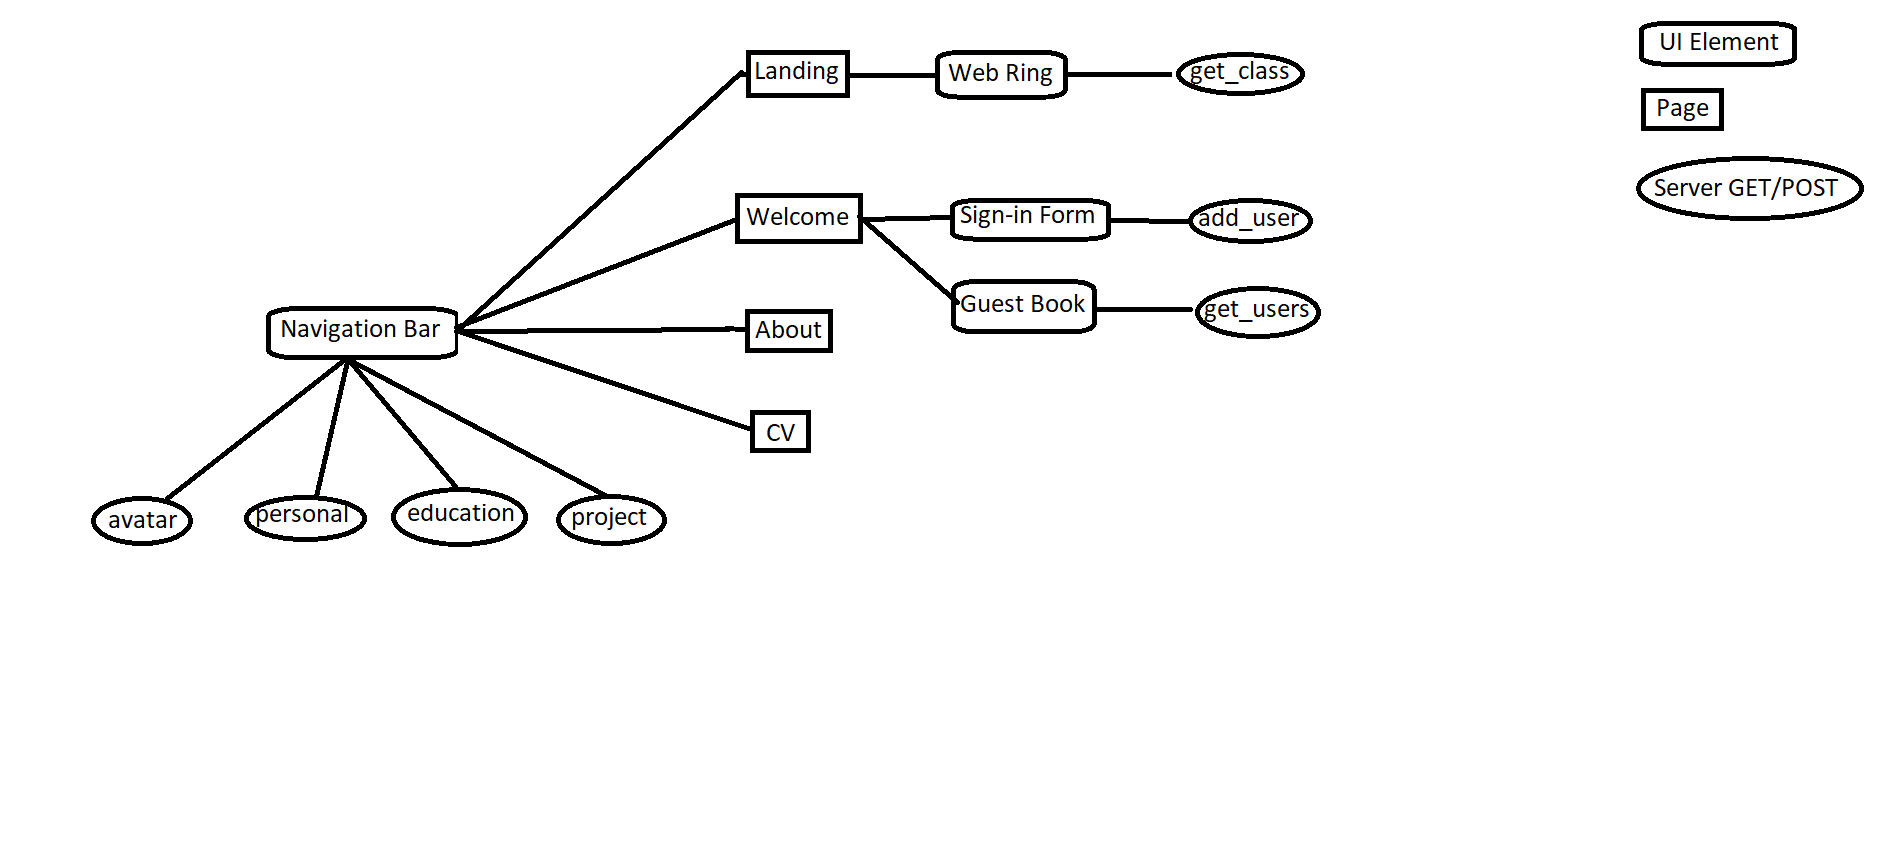 Landing
Web Ring
get_class
UI Element
Page
Server GET/POST
Welcome
Sign-in Form
add_user
Guest Book
get_users
Navigation Bar
About
CV
avatar
personal
education
project